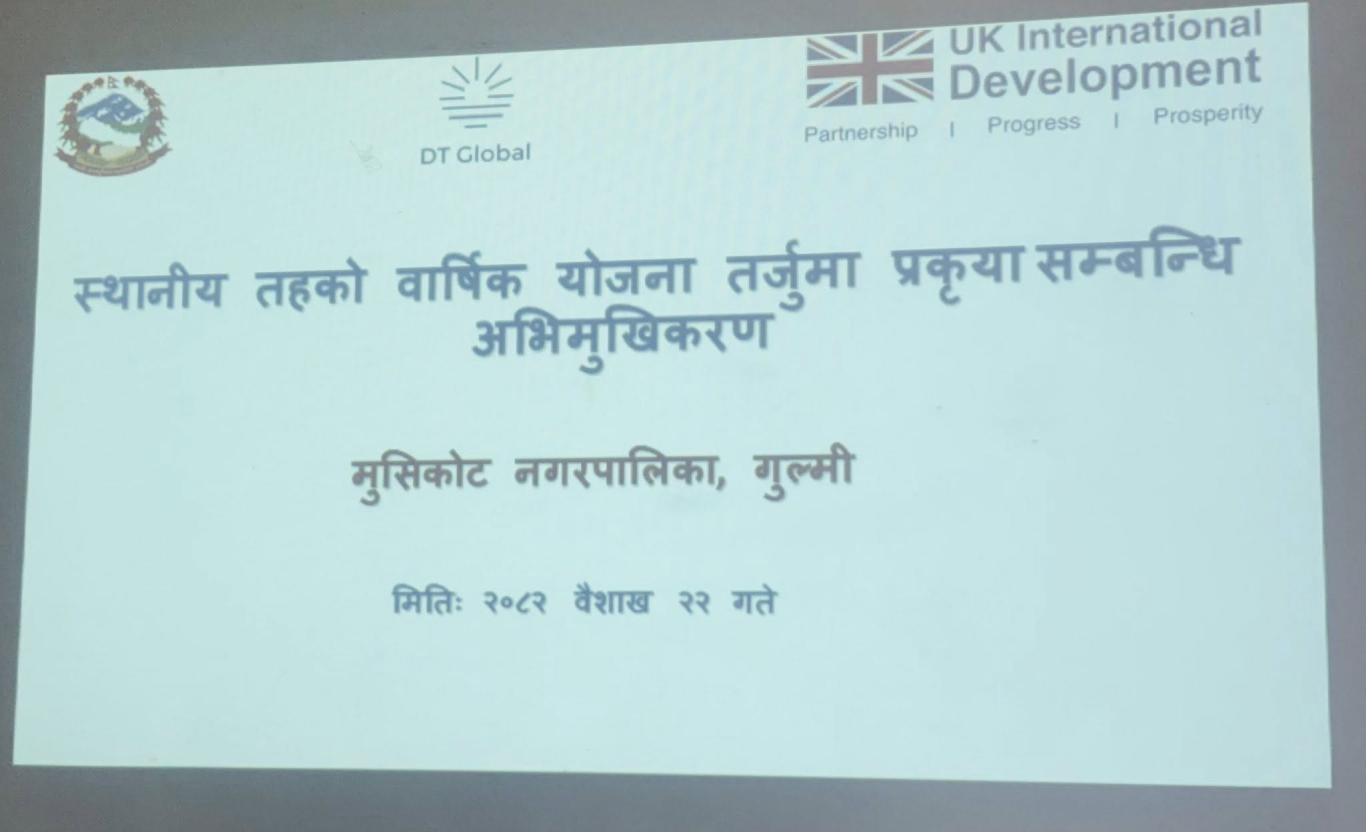 DT Global
UK International
Development
Partnership | Progress | Prosperity
स्थानीय तहको वार्षिक योजना तर्जुमा प्रकृया सम्बन्धि
अभिमुखिकरण
मुसिकोट नगरपालिका, गुल्मी
मितिः २०८२ वैशाख २२ गते